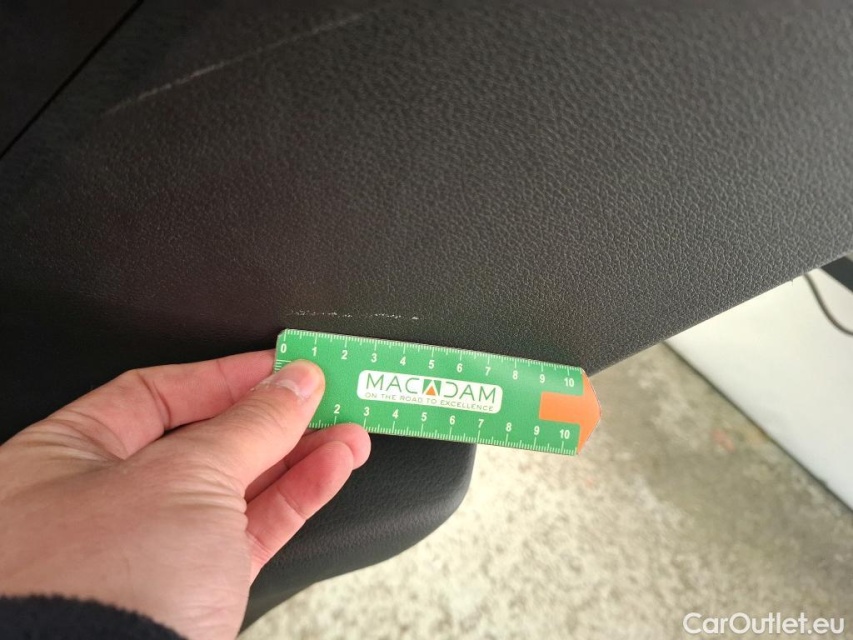 0 1 2 3 4 5 6 7 8 9 10
MACADAM
ON THE ROAD TO EXCELLENCE
2 3 4 5 6 7 8 9 10
CarOutlet.eu